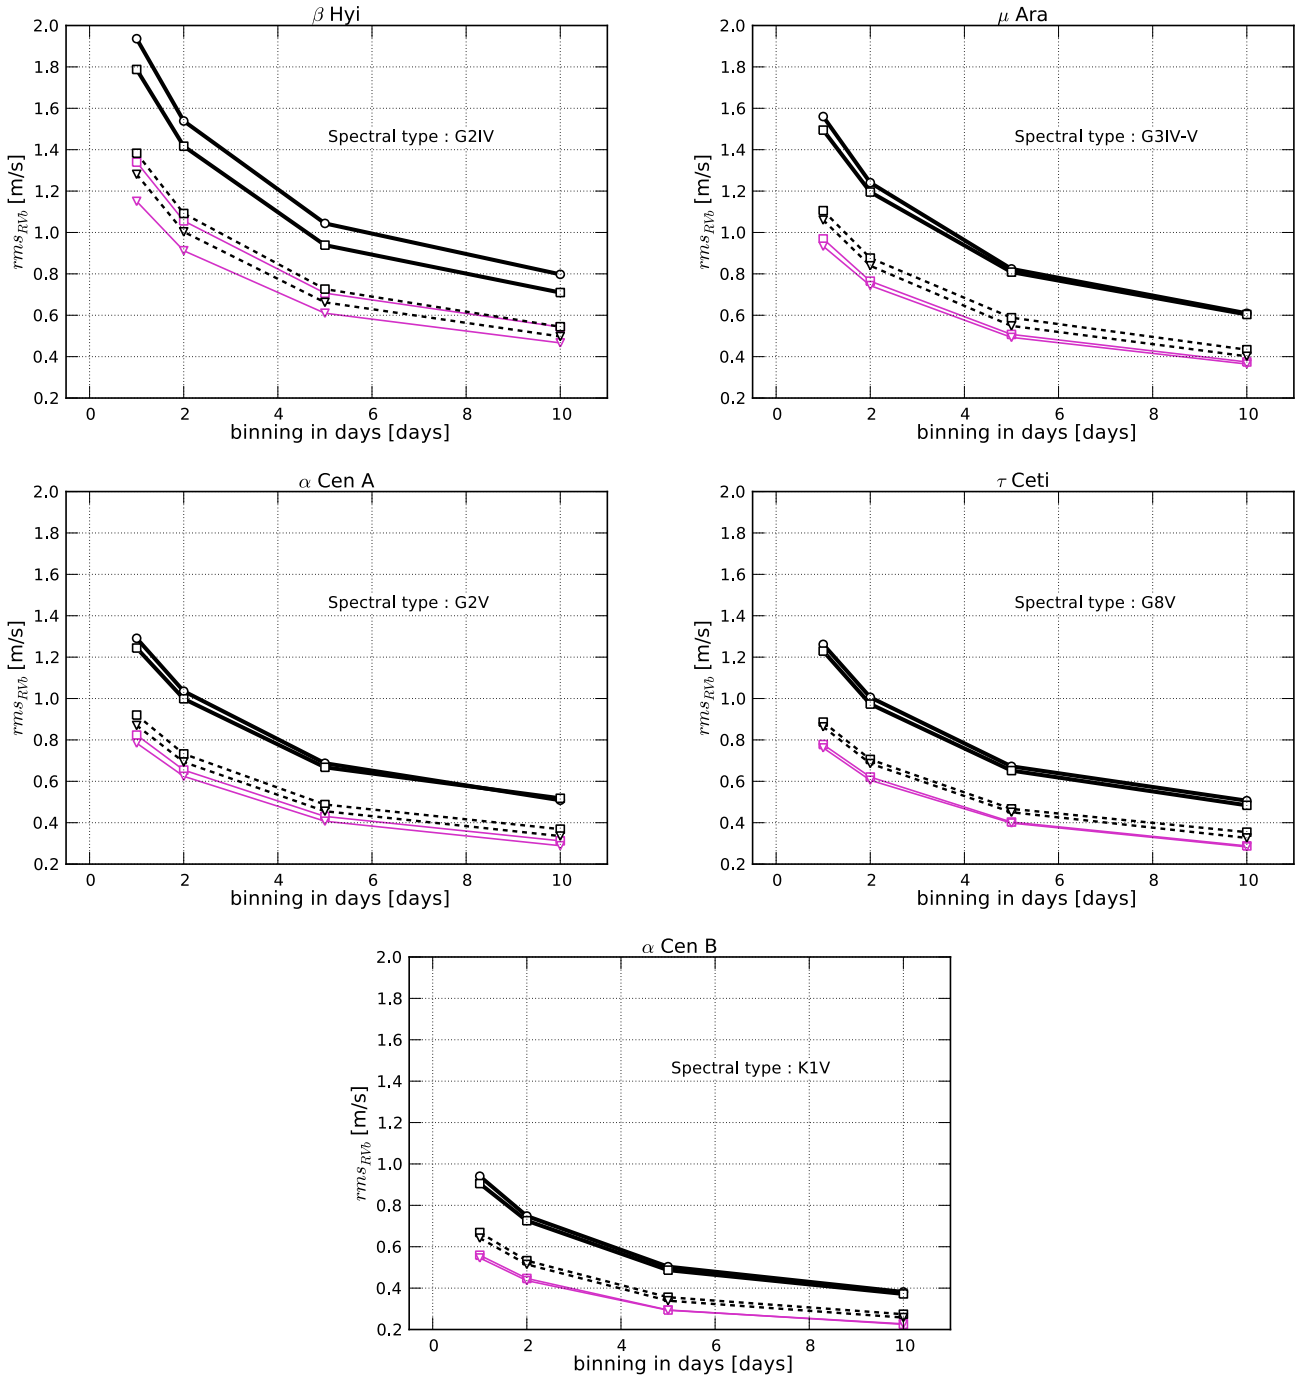 β Hyi
2.0
1.8
1.6
1.4
1.2
1.0
0.8
0.6
0.4
0.2
rms_RVb [m/s]
Spectral type : G2IV
0 2 4 6 8 10
binning in days [days]
μ Ara
2.0
1.8
1.6
1.4
1.2
1.0
0.8
0.6
0.4
0.2
rms_RVb [m/s]
Spectral type : G3IV-V
0 2 4 6 8 10
binning in days [days]
α Cen A
2.0
1.8
1.6
1.4
1.2
1.0
0.8
0.6
0.4
0.2
rms_RVb [m/s]
Spectral type : G2V
0 2 4 6 8 10
binning in days [days]
τ Ceti
2.0
1.8
1.6
1.4
1.2
1.0
0.8
0.6
0.4
0.2
rms_RVb [m/s]
Spectral type : G8V
0 2 4 6 8 10
binning in days [days]
α Cen B
2.0
1.8
1.6
1.4
1.2
1.0
0.8
0.6
0.4
0.2
rms_RVb [m/s]
Spectral type : K1V
0 2 4 6 8 10
binning in days [days]